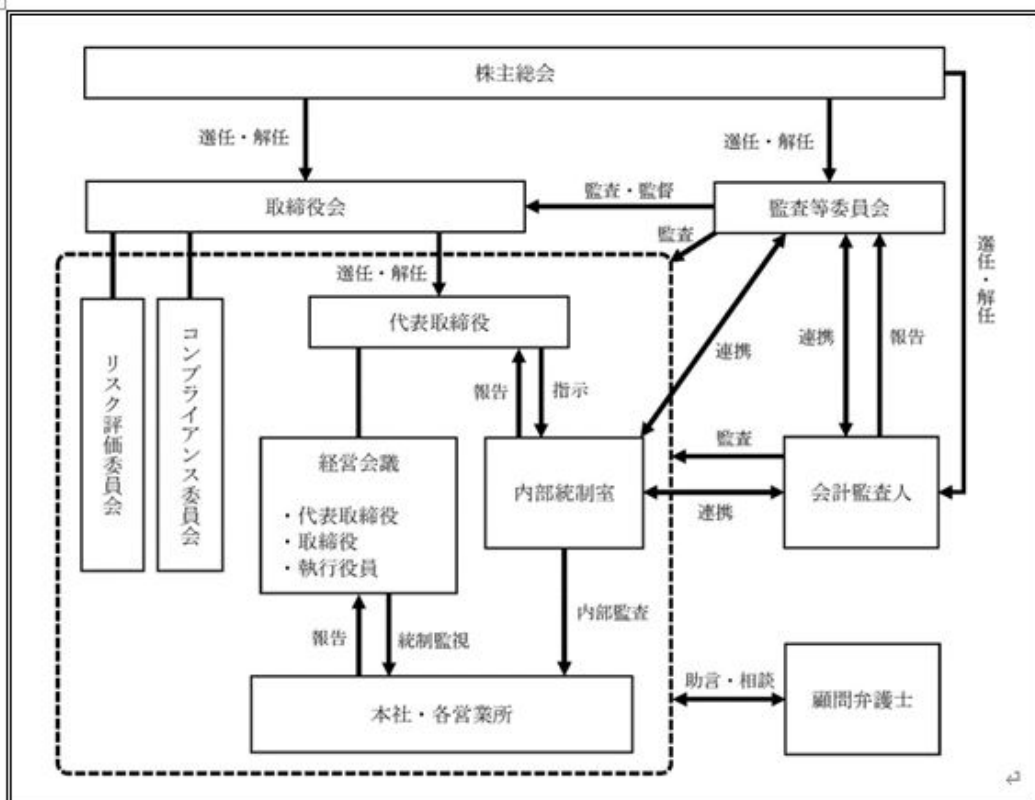 株主総会
選任・解任
選任・解任
取締役会
監査・監督
監査等委員会
監査
選任・解任
選任・解任
代表取締役
リスク評価委員会
コンプライアンス委員会
連携
連携
報告
報告
指示
経営会議
・代表取締役
・取締役
・執行役員
内部統制室
監査
連携
会計監査人
報告
統制監視
内部監査
本社・各営業所
助言・相談
顧問弁護士